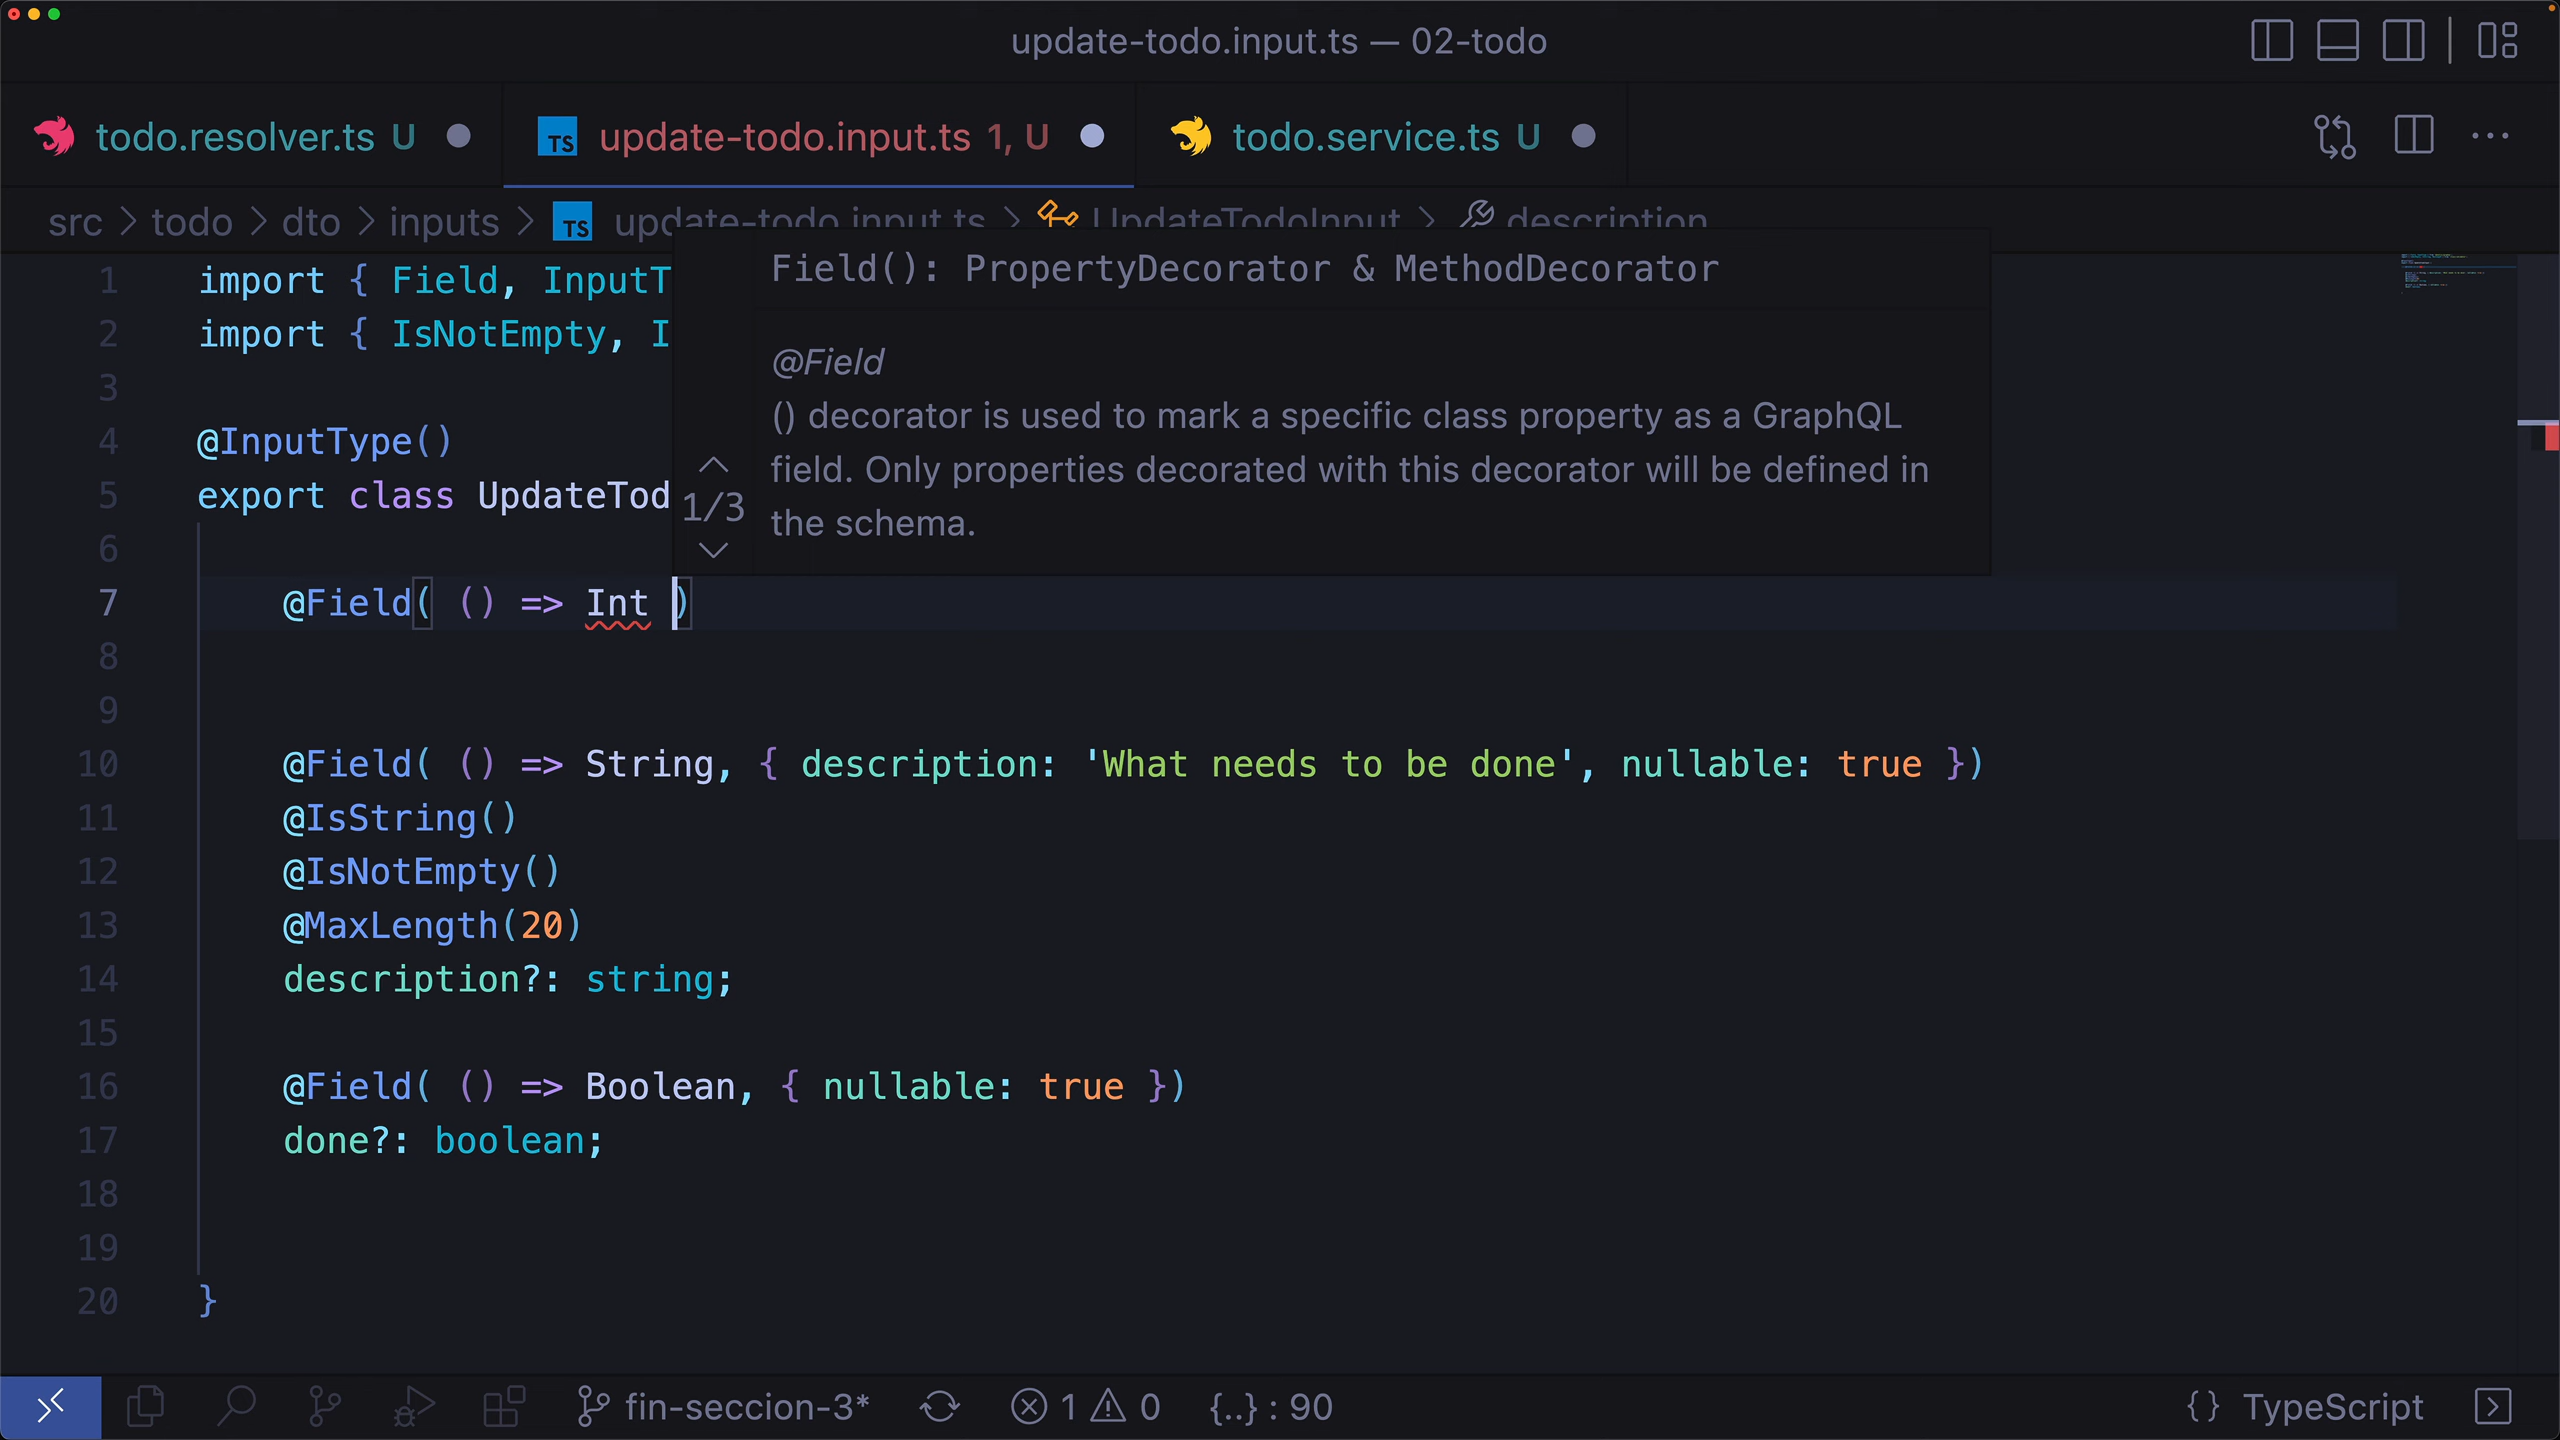 update-todo.input.ts — 02-todo
todo.resolver.ts U
update-todo.input.ts 1, U
todo.service.ts U
src > todo > dto > inputs > TS update-todo.input.ts > UpdateTodoInput > description
1 import { Field, InputT
2 import { IsNotEmpty, I
3
4 @InputType()
5 export class UpdateTod
6
Field(): PropertyDecorator & MethodDecorator
@Field
() decorator is used to mark a specific class property as a GraphQL
field. Only properties decorated with this decorator will be defined in
the schema.
1/3
7 @Field( () => Int )
8
9
10 @Field( () => String, { description: 'What needs to be done', nullable: true })
11 @IsString()
12 @IsNotEmpty()
13 @MaxLength(20)
14 description?: string;
15
16 @Field( () => Boolean, { nullable: true })
17 done?: boolean;
18
19
20 }
fin-seccion-3* 1 0 {..} : 90 {} TypeScript